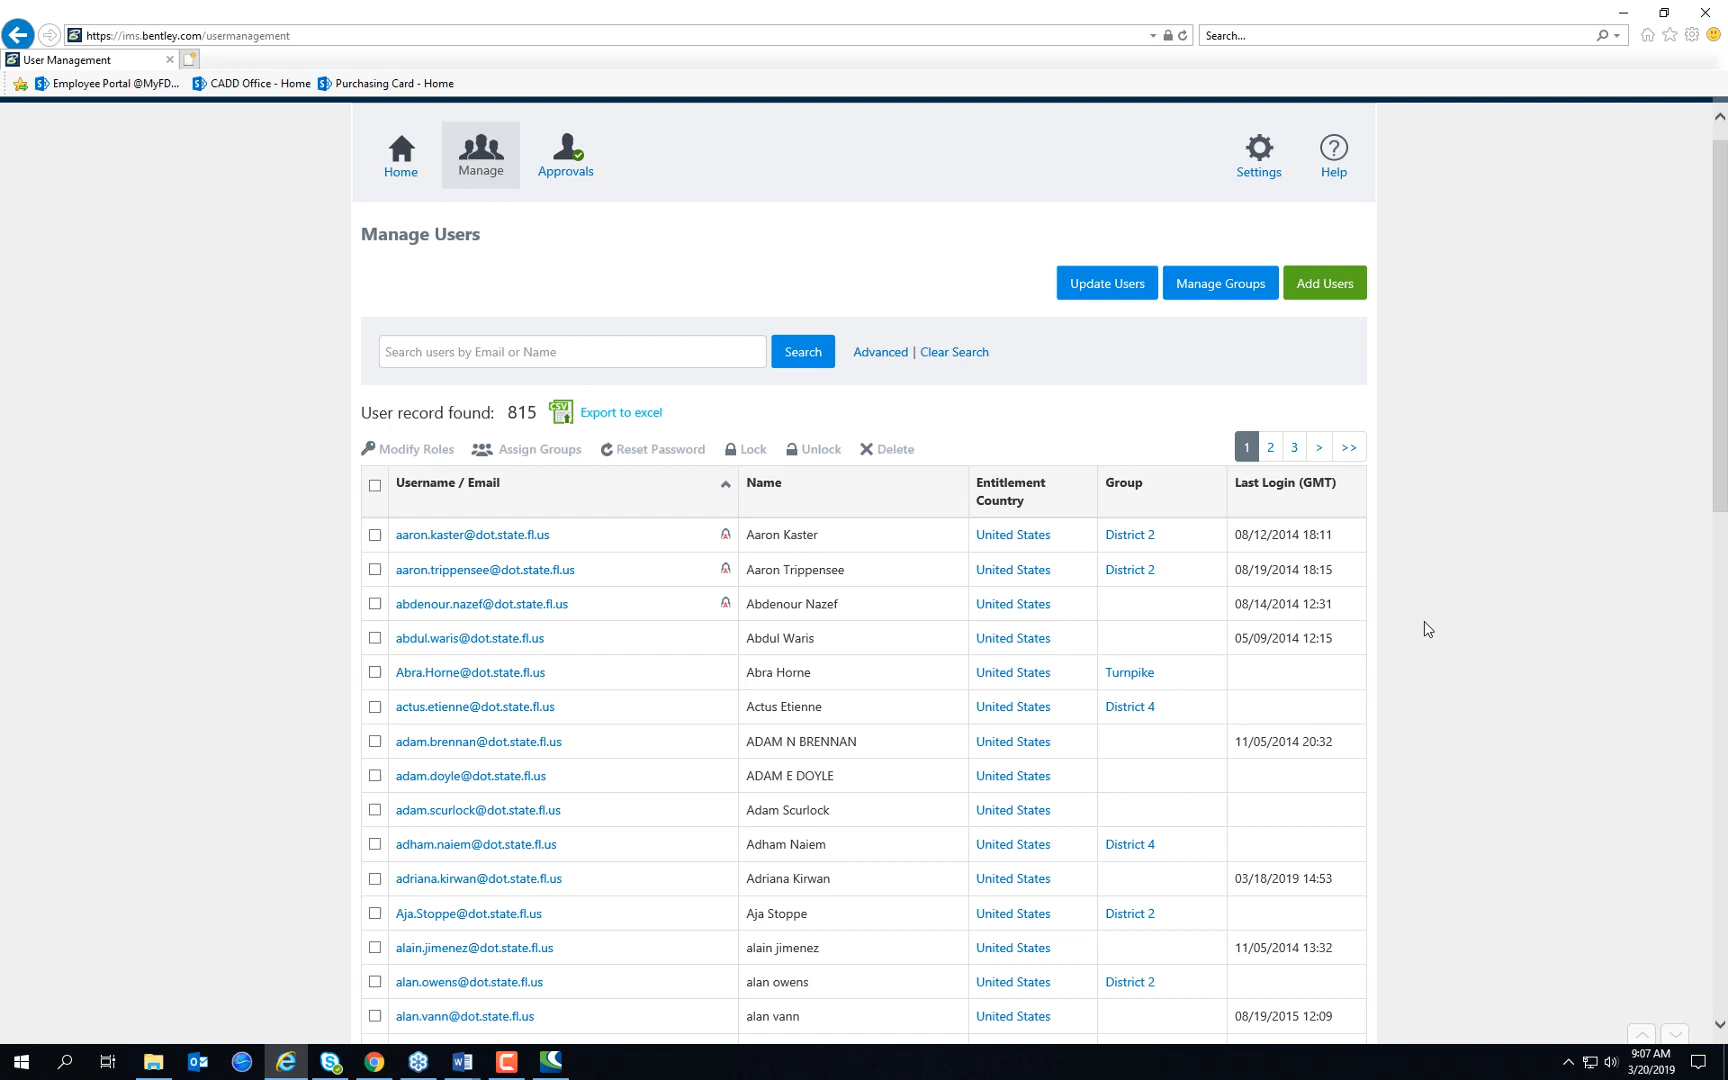 https://ims.bentley.com/usermanagement
Search...
User Management
Employee Portal @MyFD...
CADD Office - Home
Purchasing Card - Home
Home
Manage
Approvals
Settings
Help
Manage Users
Update Users
Manage Groups
Add Users
Search users by Email or Name
Search
Advanced | Clear Search
User record found: 815
CSV
Export to excel
Modify Roles
Assign Groups
Reset Password
Lock
Unlock
Delete
1 2 3 > >>
Username / Email Name Entitlement Country Group Last Login (GMT)
aaron.kaster@dot.state.fl.us Aaron Kaster United States District 2 08/12/2014 18:11
aaron.trippensee@dot.state.fl.us Aaron Trippensee United States District 2 08/19/2014 18:15
abdenour.nazef@dot.state.fl.us Abdenour Nazef United States 08/14/2014 12:31
abdul.waris@dot.state.fl.us Abdul Waris United States 05/09/2014 12:15
Abra.Horne@dot.state.fl.us Abra Horne United States Turnpike
actus.etienne@dot.state.fl.us Actus Etienne United States District 4
adam.brennan@dot.state.fl.us ADAM N BRENNAN United States 11/05/2014 20:32
adam.doyle@dot.state.fl.us ADAM E DOYLE United States
adam.scurlock@dot.state.fl.us Adam Scurlock United States
adham.naiem@dot.state.fl.us Adham Naiem United States District 4
adriana.kirwan@dot.state.fl.us Adriana Kirwan United States 03/18/2019 14:53
Aja.Stoppe@dot.state.fl.us Aja Stoppe United States District 2
alain.jimenez@dot.state.fl.us alain jimenez United States 11/05/2014 13:32
alan.owens@dot.state.fl.us alan owens United States District 2
alan.vann@dot.state.fl.us alan vann United States 08/19/2015 12:09
9:07 AM
3/20/2019